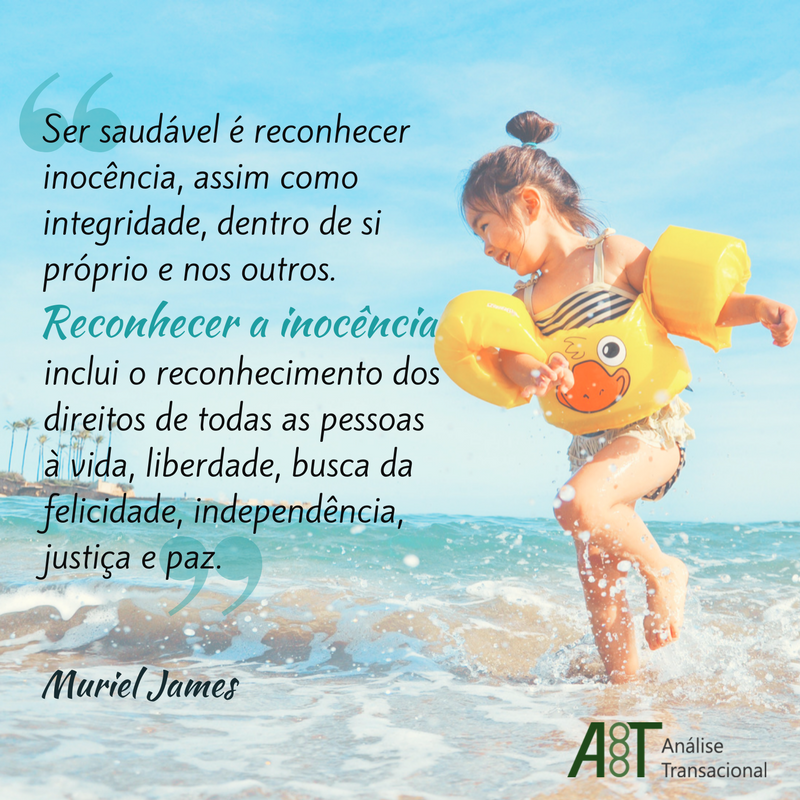 “
Ser saudável é reconhecer
inocência, assim como
integridade, dentro de si
próprio e nos outros.
Reconhecer a inocência
inclui o reconhecimento dos
direitos de todas as pessoas
à vida, liberdade, busca da
felicidade, independência,
justiça e paz.
”
Muriel James
AT
Análise
Transacional